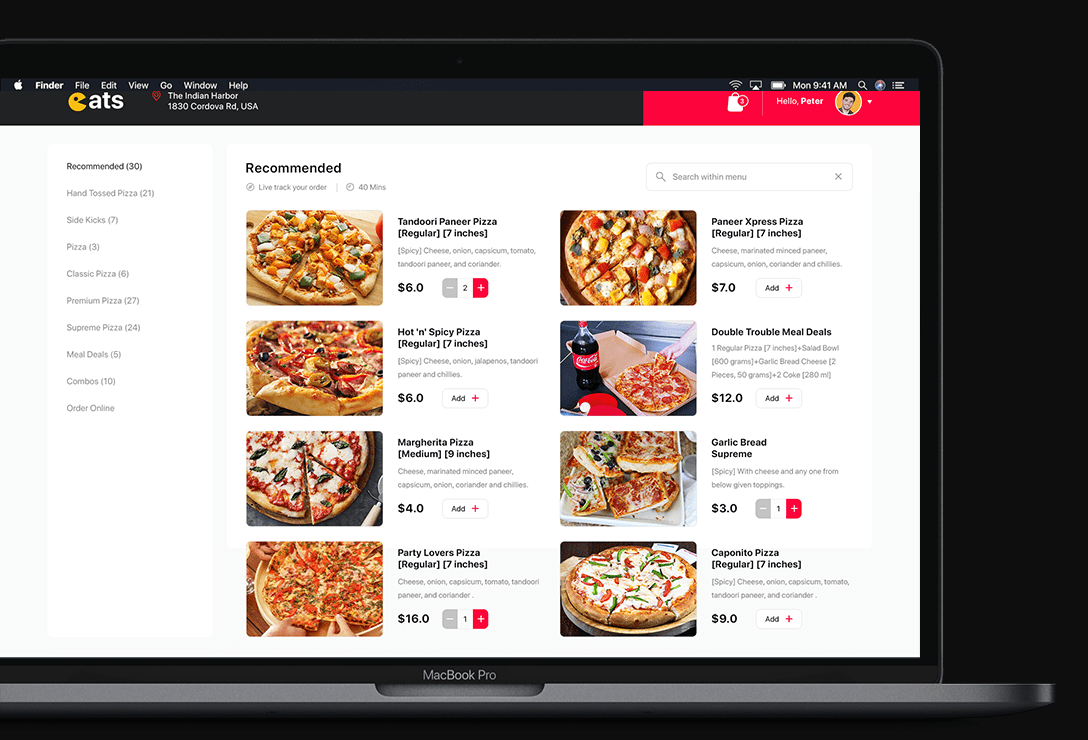 Finder File Edit View Go Window Help Mon 9:41 AM
eats
The Indian Harbor
1830 Cordova Rd, USA
3
Hello, Peter
Recommended (30)
Hand Tossed Pizza (21)
Side Kicks (7)
Pizza (3)
Classic Pizza (6)
Premium Pizza (27)
Supreme Pizza (24)
Meal Deals (5)
Combos (10)
Order Online
Recommended
Live track your order
40 Mins
Search within menu
Tandoori Paneer Pizza
[Regular] [7 inches]
[Spicy] Cheese, onion, capsicum, tomato,
tandoori paneer, and coriander.
$6.0
2
Paneer Xpress Pizza
[Regular] [7 inches]
Cheese, marinated minced paneer,
capsicum, onion, coriander and chillies.
$7.0
Add
Hot 'n' Spicy Pizza
[Regular] [7 inches]
[Spicy] Cheese, onion, jalapenos, tandoori
paneer and chillies.
$6.0
Add
Coca-Cola
Double Trouble Meal Deals
1 Regular Pizza [7 inches]+Salad Bowl
[600 grams]+Garlic Bread Cheese [2
Pieces, 50 grams]+2 Coke [280 ml]
$12.0
Add
Margherita Pizza
[Medium] [9 inches]
Cheese, marinated minced paneer,
capsicum, onion, coriander and chillies.
$4.0
Add
Garlic Bread
Supreme
[Spicy] With cheese and any one from
below given toppings.
$3.0
1
Party Lovers Pizza
[Regular] [7 inches]
Cheese, onion, capsicum, tomato, tandoori
paneer, and coriander .
$16.0
1
Caponito Pizza
[Regular] [7 inches]
[Spicy] Cheese, onion, capsicum, tomato,
tandoori paneer, and coriander .
$9.0
Add
MacBook Pro